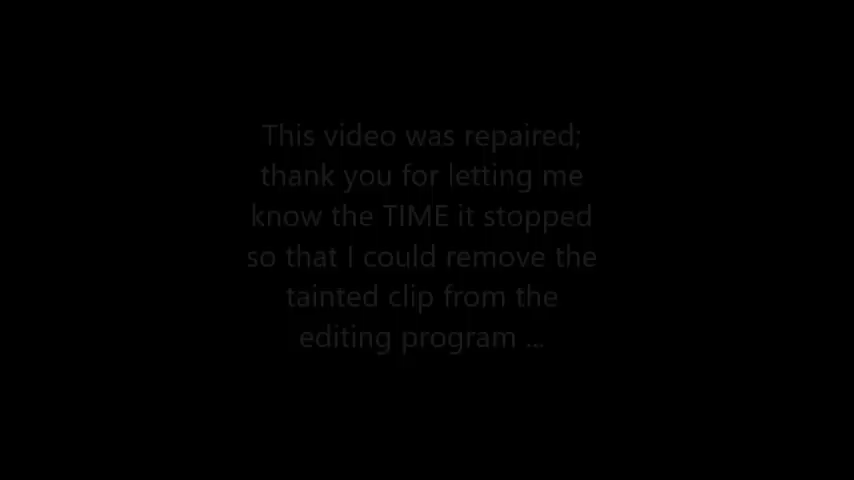 This video was repaired;
thank you for letting me
know the TIME it stopped
so that I could remove the
tainted clip from the
editing program ...